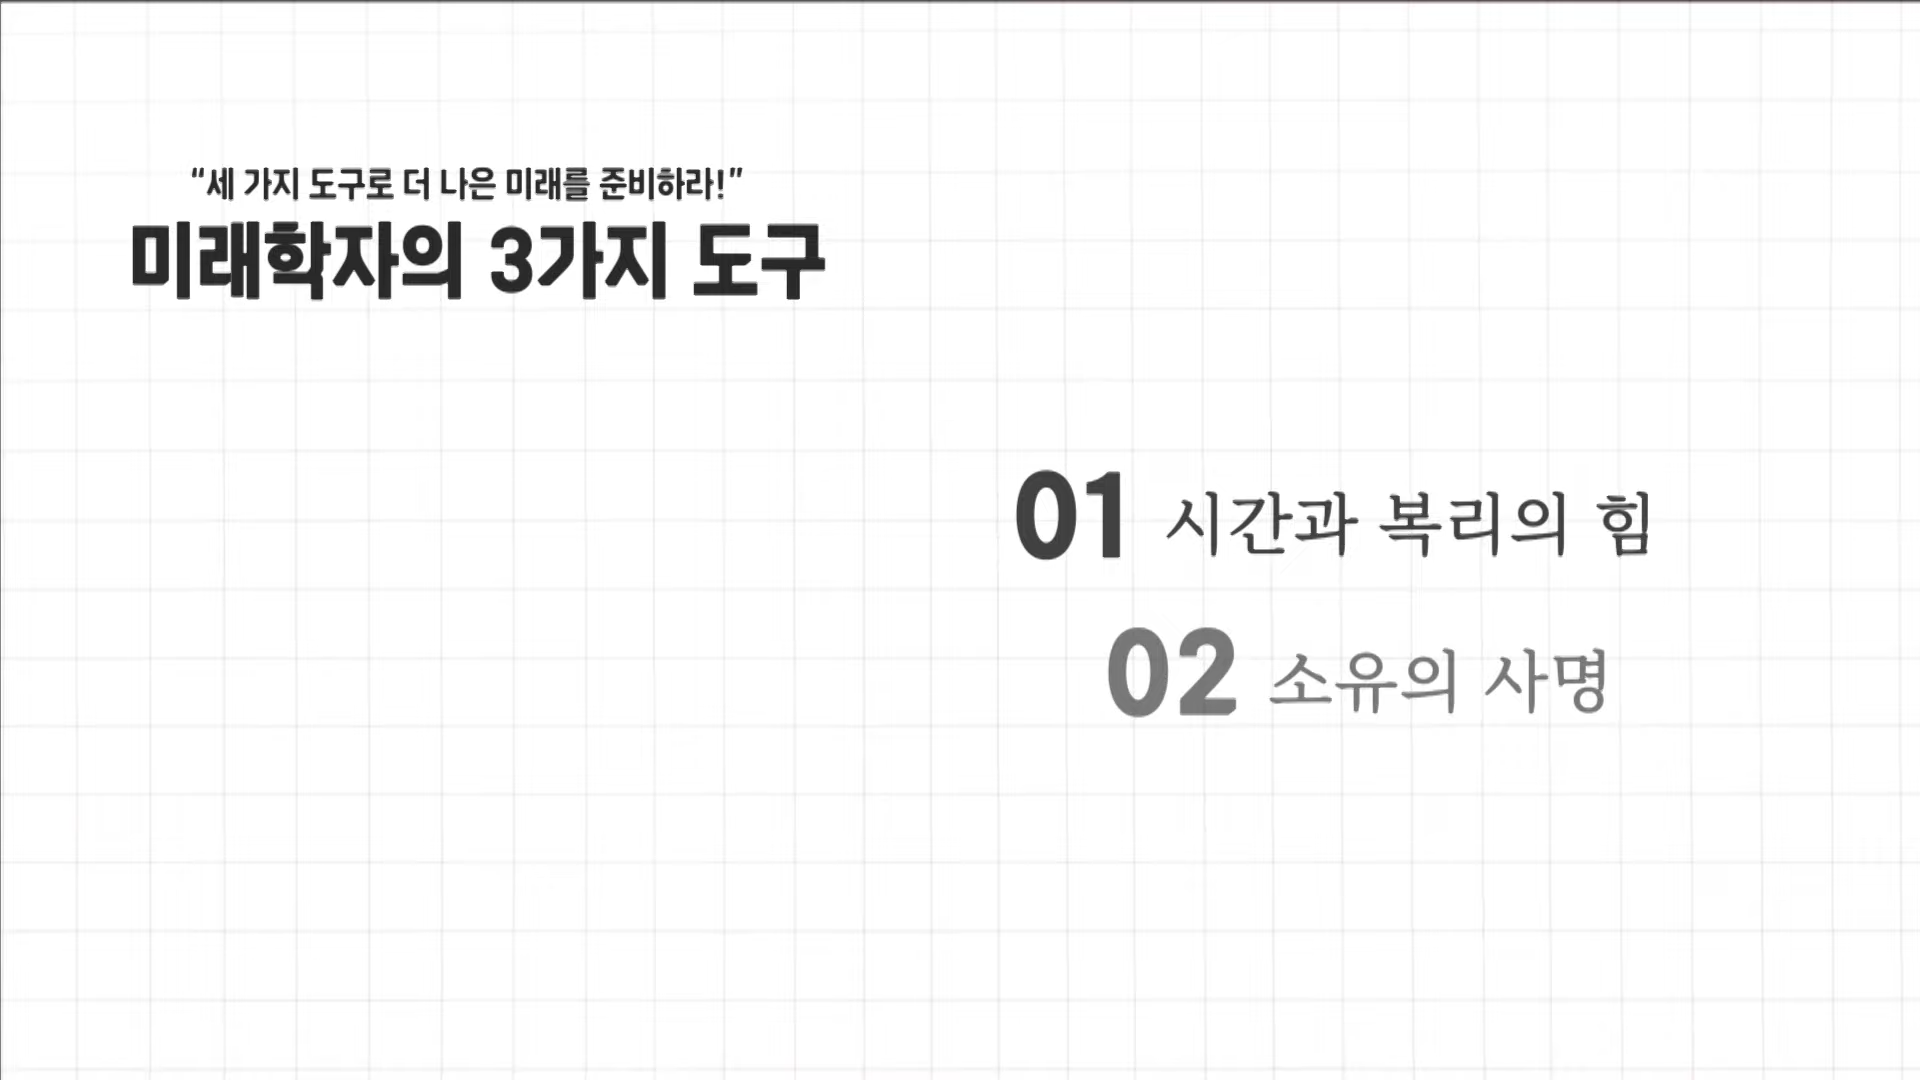 “세 가지 도구로 더 나은 미래를 준비하라!”
미래학자의 3가지 도구
01 시간과 복리의 힘
02 소유의 사명